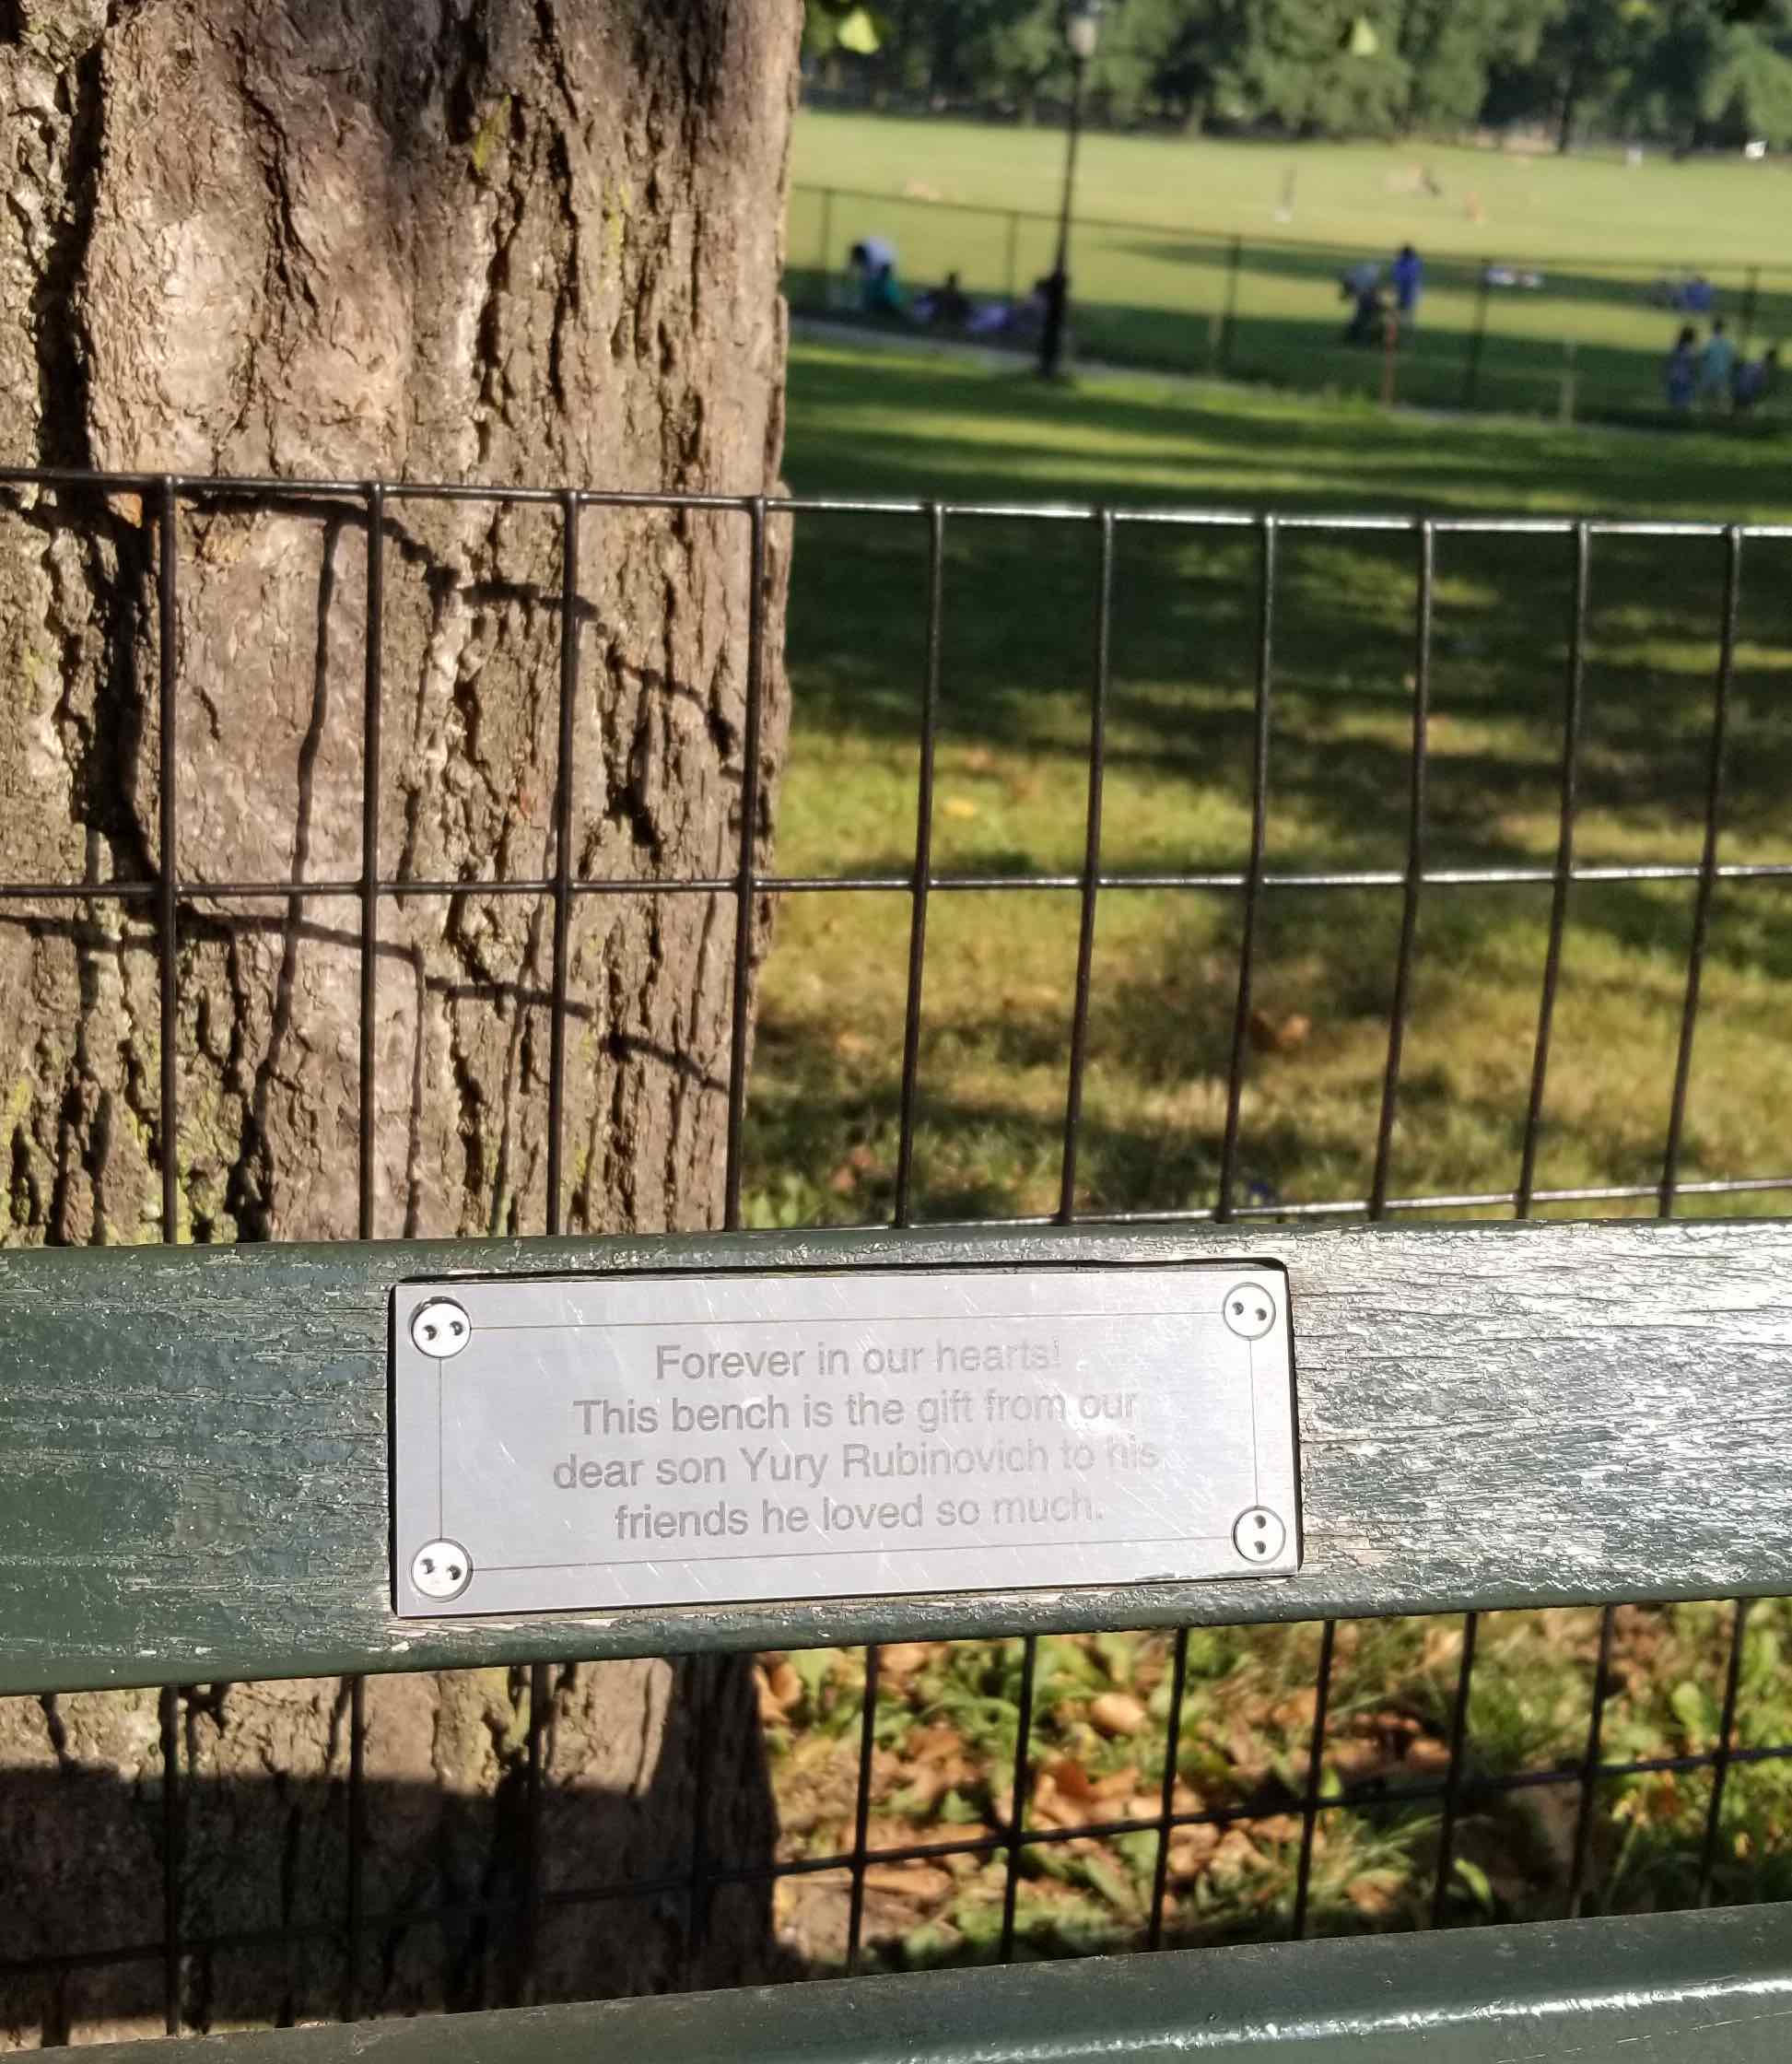 Forever in our hearts!
This bench is the gift from our
dear son Yury Rubinovich to his
friends he loved so much.